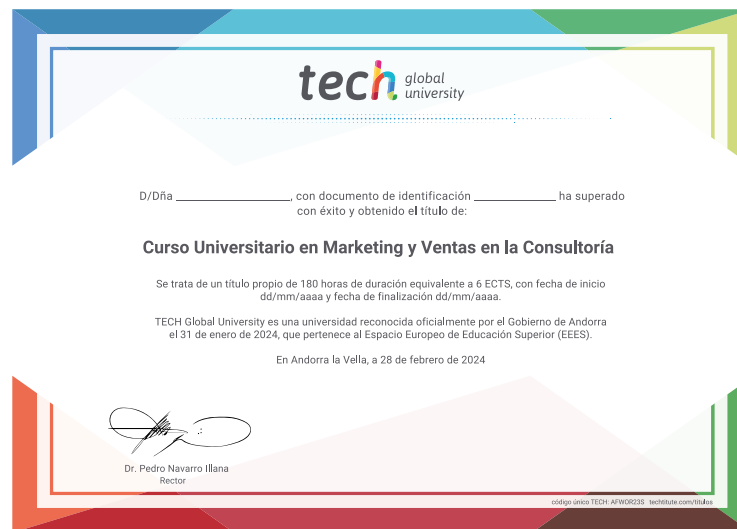 tech global university
D/Dña ____________, con documento de identificación ____________ ha superado
con éxito y obtenido el título de:
Curso Universitario en Marketing y Ventas en la Consultoría
Se trata de un título propio de 180 horas de duración equivalente a 6 ECTS, con fecha de inicio
dd/mm/aaaa y fecha de finalización dd/mm/aaaa.
TECH Global University es una universidad reconocida oficialmente por el Gobierno de Andorra
el 31 de enero de 2024, que pertenece al Espacio Europeo de Educación Superior (EEES).
En Andorra la Vella, a 28 de febrero de 2024
Dr. Pedro Navarro Illana
Rector
código único TECH: AFWOR23S techtitute.com/titulos